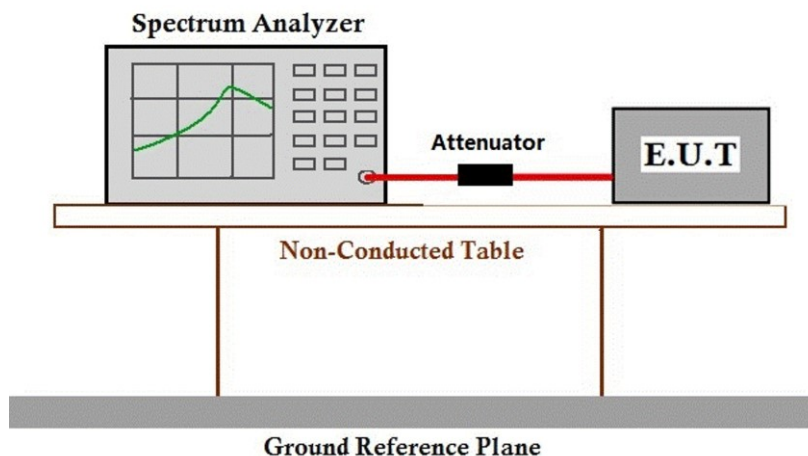 Spectrum Analyzer
Attenuator
E.U.T
Non-Conducted Table
Ground Reference Plane